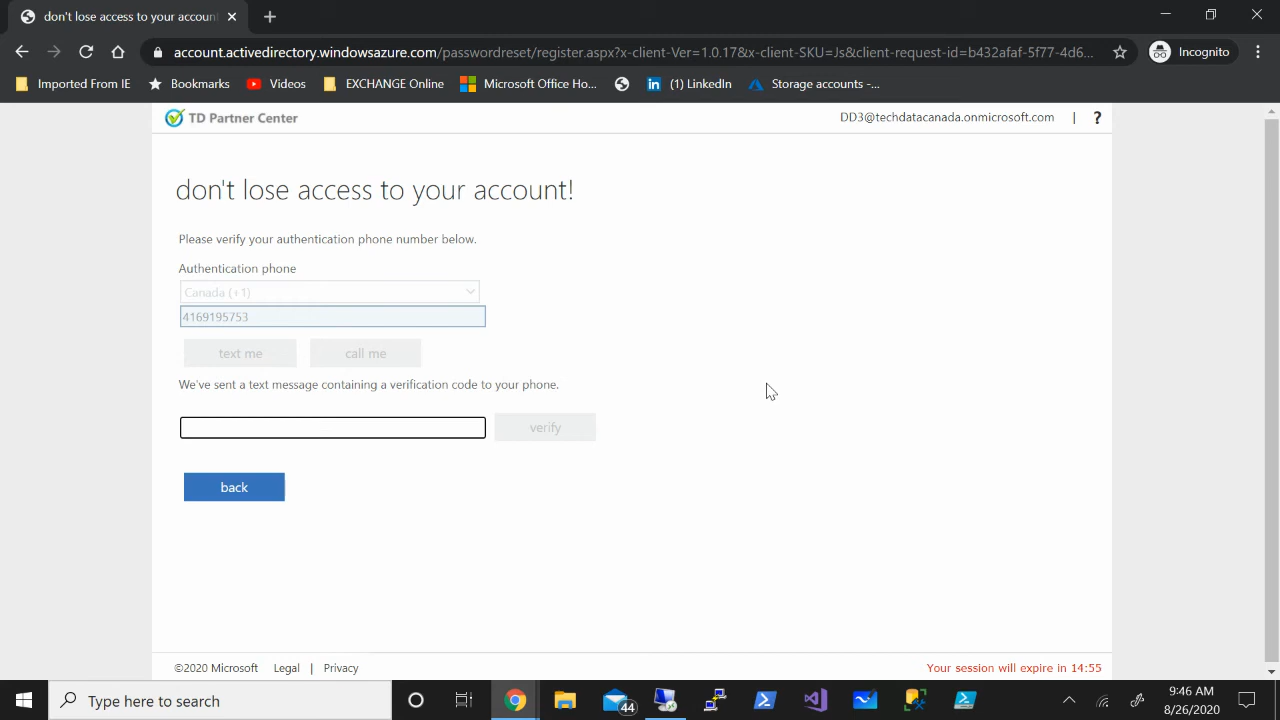 don't lose access to your accoun
account.activedirectory.windowsazure.com/passwordreset/register.aspx?x-client-Ver=1.0.17&x-client-SKU=Js&client-request-id=b432afaf-5f77-4d6...
Incognito
Imported From IE
Bookmarks
Videos
EXCHANGE Online
Microsoft Office Ho...
(1) LinkedIn
Storage accounts -...
TD Partner Center
DD3@techdatacanada.onmicrosoft.com | ?
don't lose access to your account!
Please verify your authentication phone number below.
Authentication phone
Canada (+1)
4169195753
text me
call me
We've sent a text message containing a verification code to your phone.
verify
back
©2020 Microsoft Legal | Privacy
Your session will expire in 14:55
Type here to search
44
9:46 AM
8/26/2020